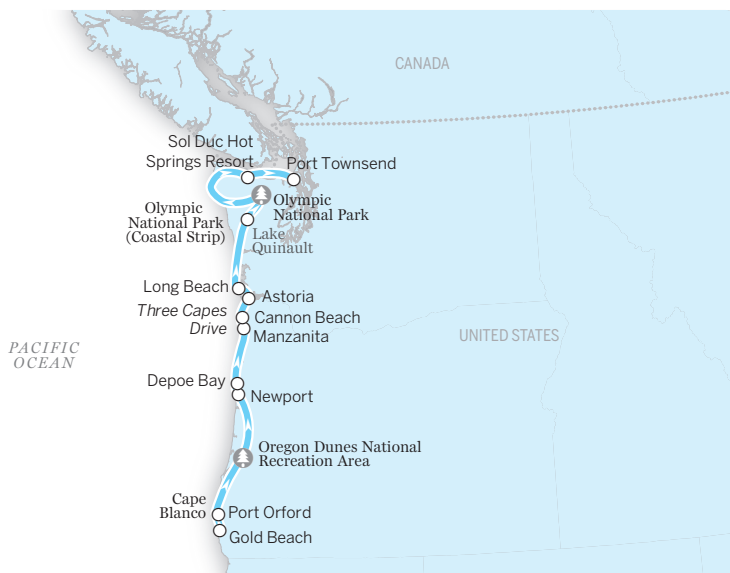 CANADA
Sol Duc Hot
Springs Resort
Port Townsend
Olympic
National Park
Olympic
National Park
(Coastal Strip)
Lake
Quinault
Long Beach
Astoria
Three Capes
Drive
Cannon Beach
Manzanita
UNITED STATES
PACIFIC
OCEAN
Depoe Bay
Newport
Oregon Dunes National
Recreation Area
Cape
Blanco
Port Orford
Gold Beach